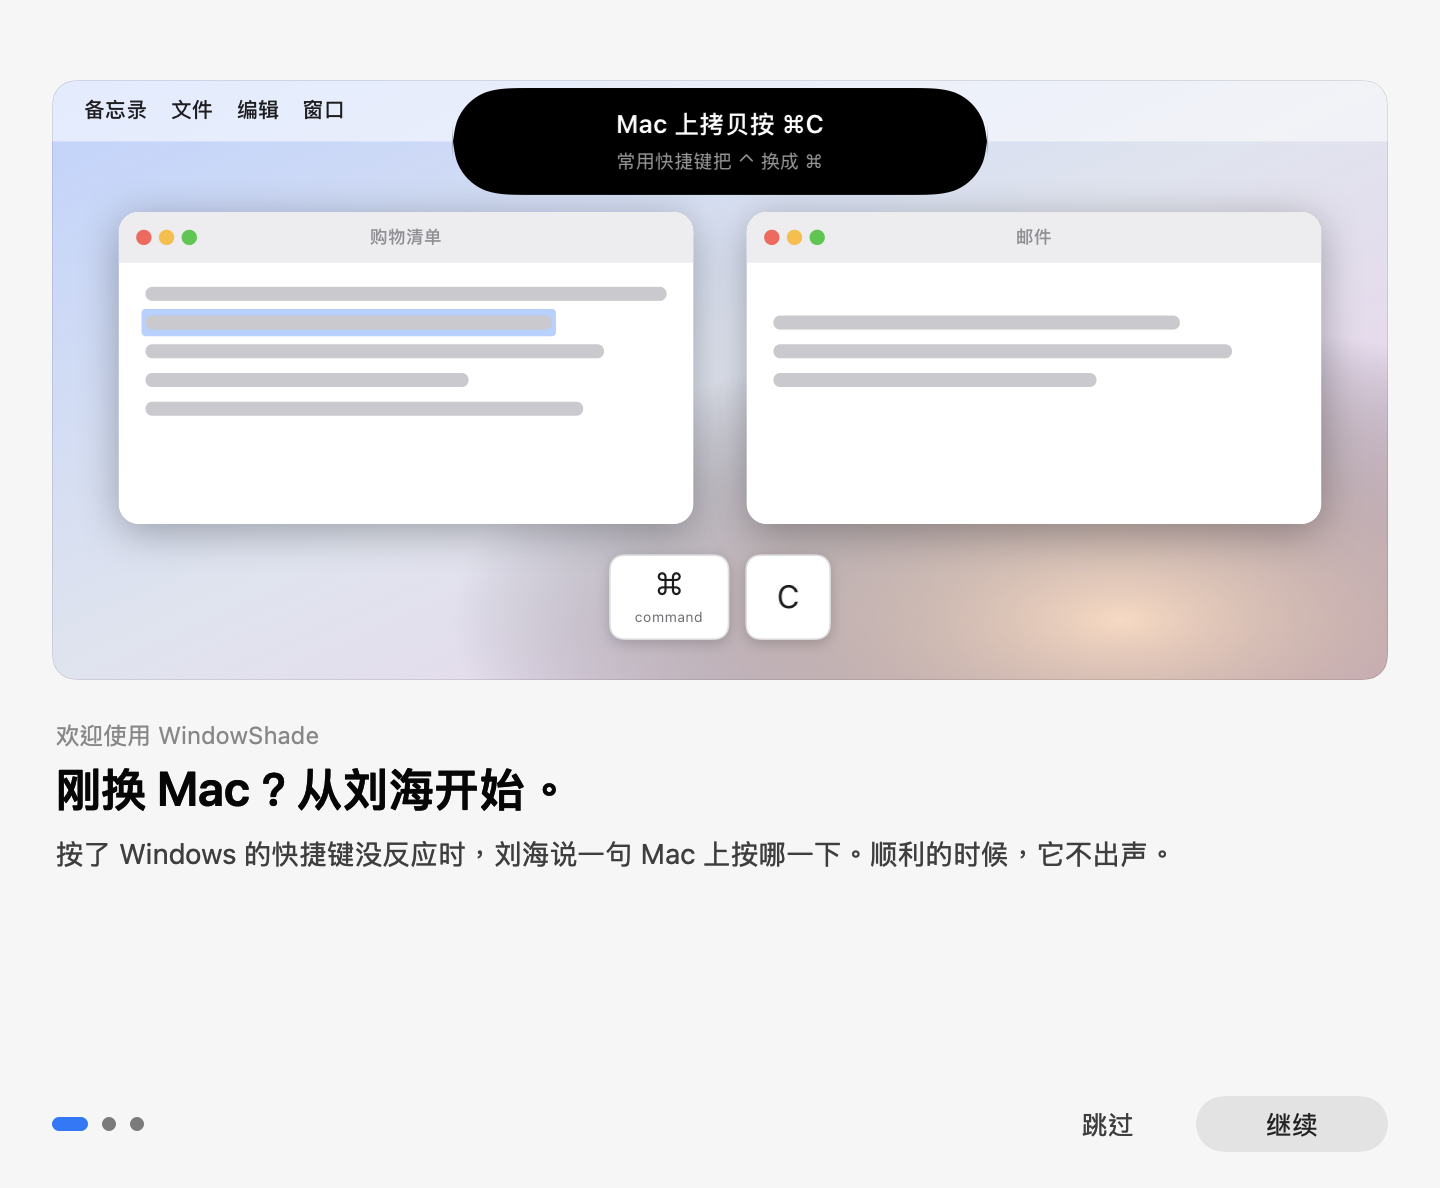 备忘录 文件 编辑 窗口
Mac 上拷贝按 ⌘C
常用快捷键把 ⌃ 换成 ⌘
购物清单
邮件
⌘
command
C
欢迎使用 WindowShade
刚换 Mac？从刘海开始。
按了 Windows 的快捷键没反应时，刘海说一句 Mac 上按哪一下。顺利的时候，它不出声。
跳过
继续